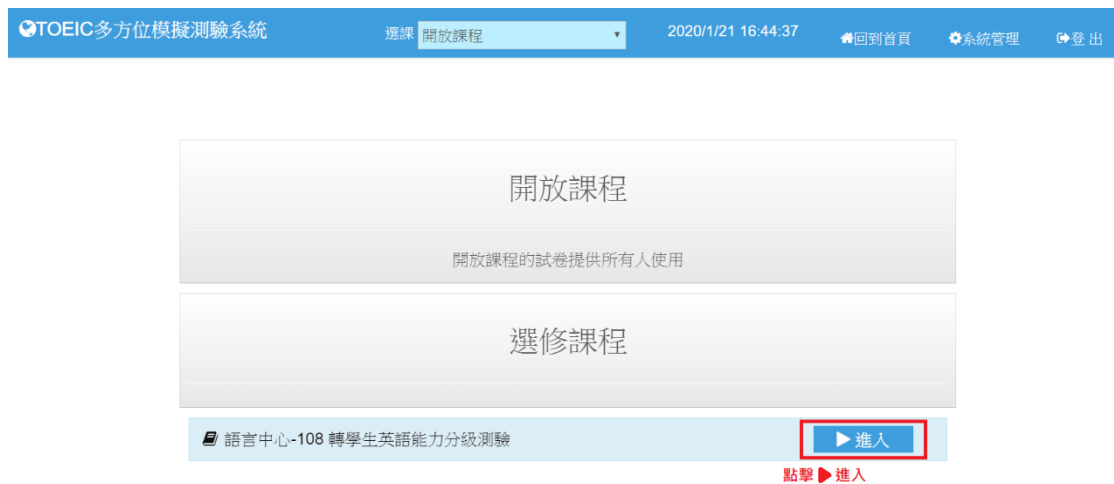 TOEIC多方位模擬測驗系統 選課 開放課程 2020/1/21 16:44:37 回到首頁 系統管理 登出
開放課程
開放課程的試卷提供所有人使用
選修課程
語言中心-108 轉學生英語能力分級測驗 ▶進入
點擊▶進入